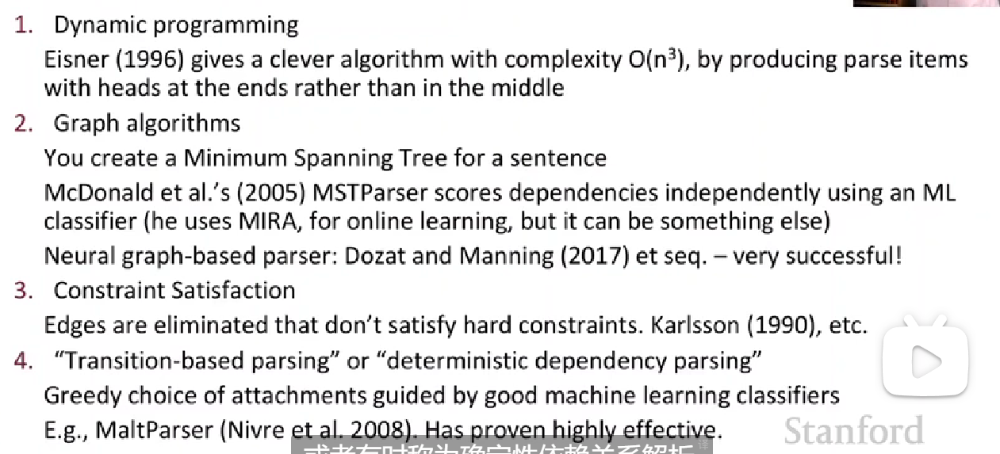 1. Dynamic programming
Eisner (1996) gives a clever algorithm with complexity O(n³), by producing parse items
with heads at the ends rather than in the middle
2. Graph algorithms
You create a Minimum Spanning Tree for a sentence
McDonald et al.'s (2005) MSTParser scores dependencies independently using an ML
classifier (he uses MIRA, for online learning, but it can be something else)
Neural graph-based parser: Dozat and Manning (2017) et seq. – very successful!
3. Constraint Satisfaction
Edges are eliminated that don't satisfy hard constraints. Karlsson (1990), etc.
4. “Transition-based parsing” or “deterministic dependency parsing”
Greedy choice of attachments guided by good machine learning classifiers
E.g., MaltParser (Nivre et al. 2008). Has proven highly effective.
Stanford
或者有时称为确定性依赖关系解析
译